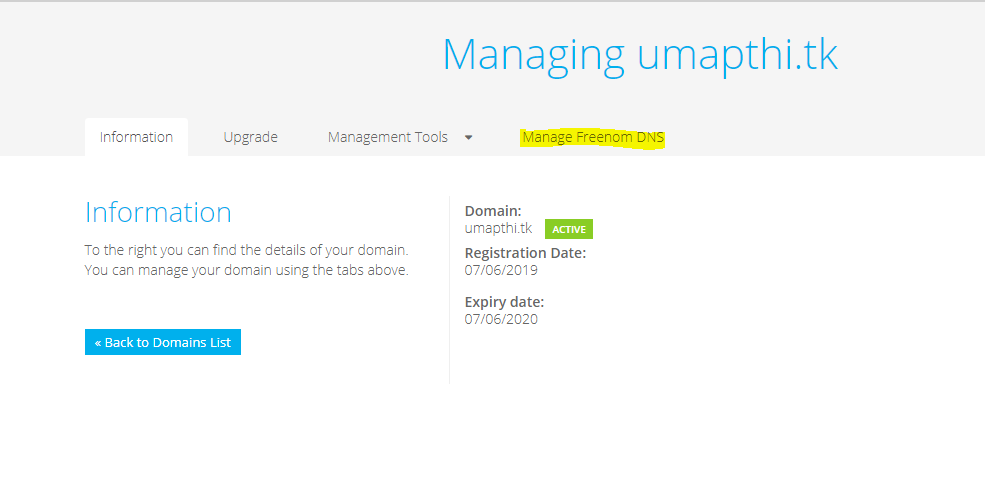 Managing umapthi.tk
Information
Upgrade
Management Tools
Manage Freenom DNS
Information
To the right you can find the details of your domain.
You can manage your domain using the tabs above.
« Back to Domains List
Domain:
umapthi.tk ACTIVE
Registration Date:
07/06/2019
Expiry date:
07/06/2020